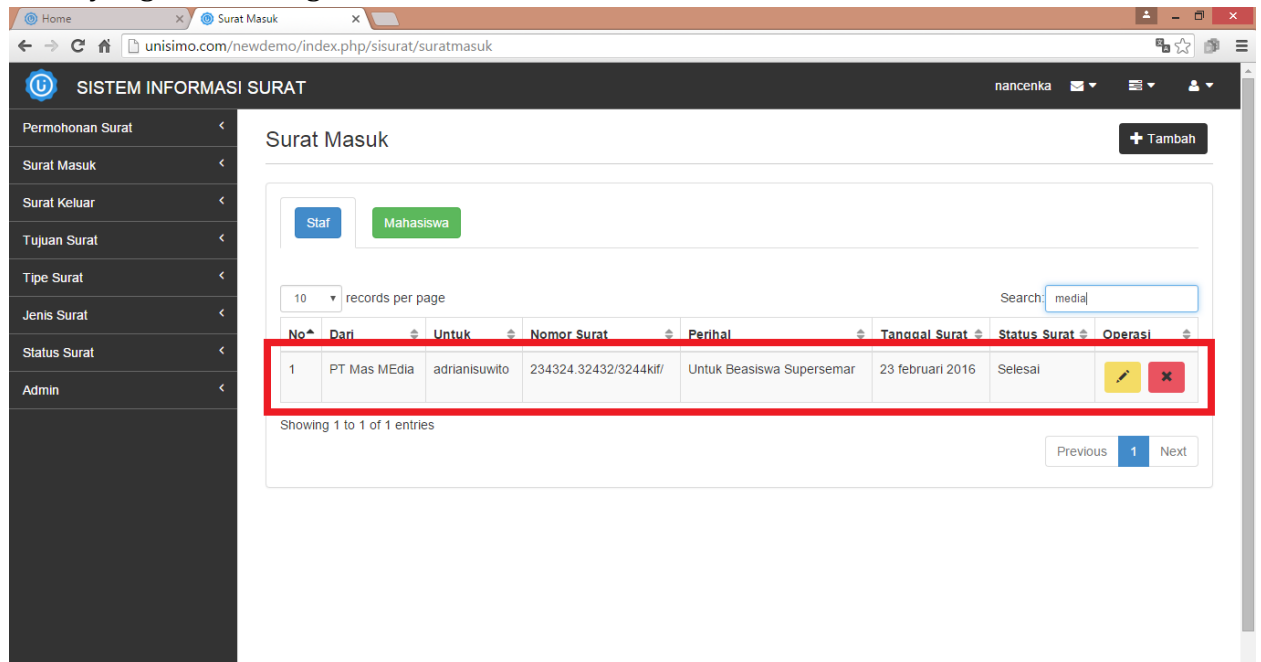 Home
Surat Masuk
unisimo.com/newdemo/index.php/sisurat/suratmasuk
SISTEM INFORMASI SURAT
nancenka
Permohonan Surat
Surat Masuk
Surat Keluar
Tujuan Surat
Tipe Surat
Jenis Surat
Status Surat
Admin
Surat Masuk
Tambah
Staf Mahasiswa
10 records per page
Search: media
No Dari Untuk Nomor Surat Perihal Tanggal Surat Status Surat Operasi
1 PT Mas MEdia adrianisuwito 234324.32432/3244kif/ Untuk Beasiswa Supersemar 23 februari 2016 Selesai
Showing 1 to 1 of 1 entries
Previous 1 Next